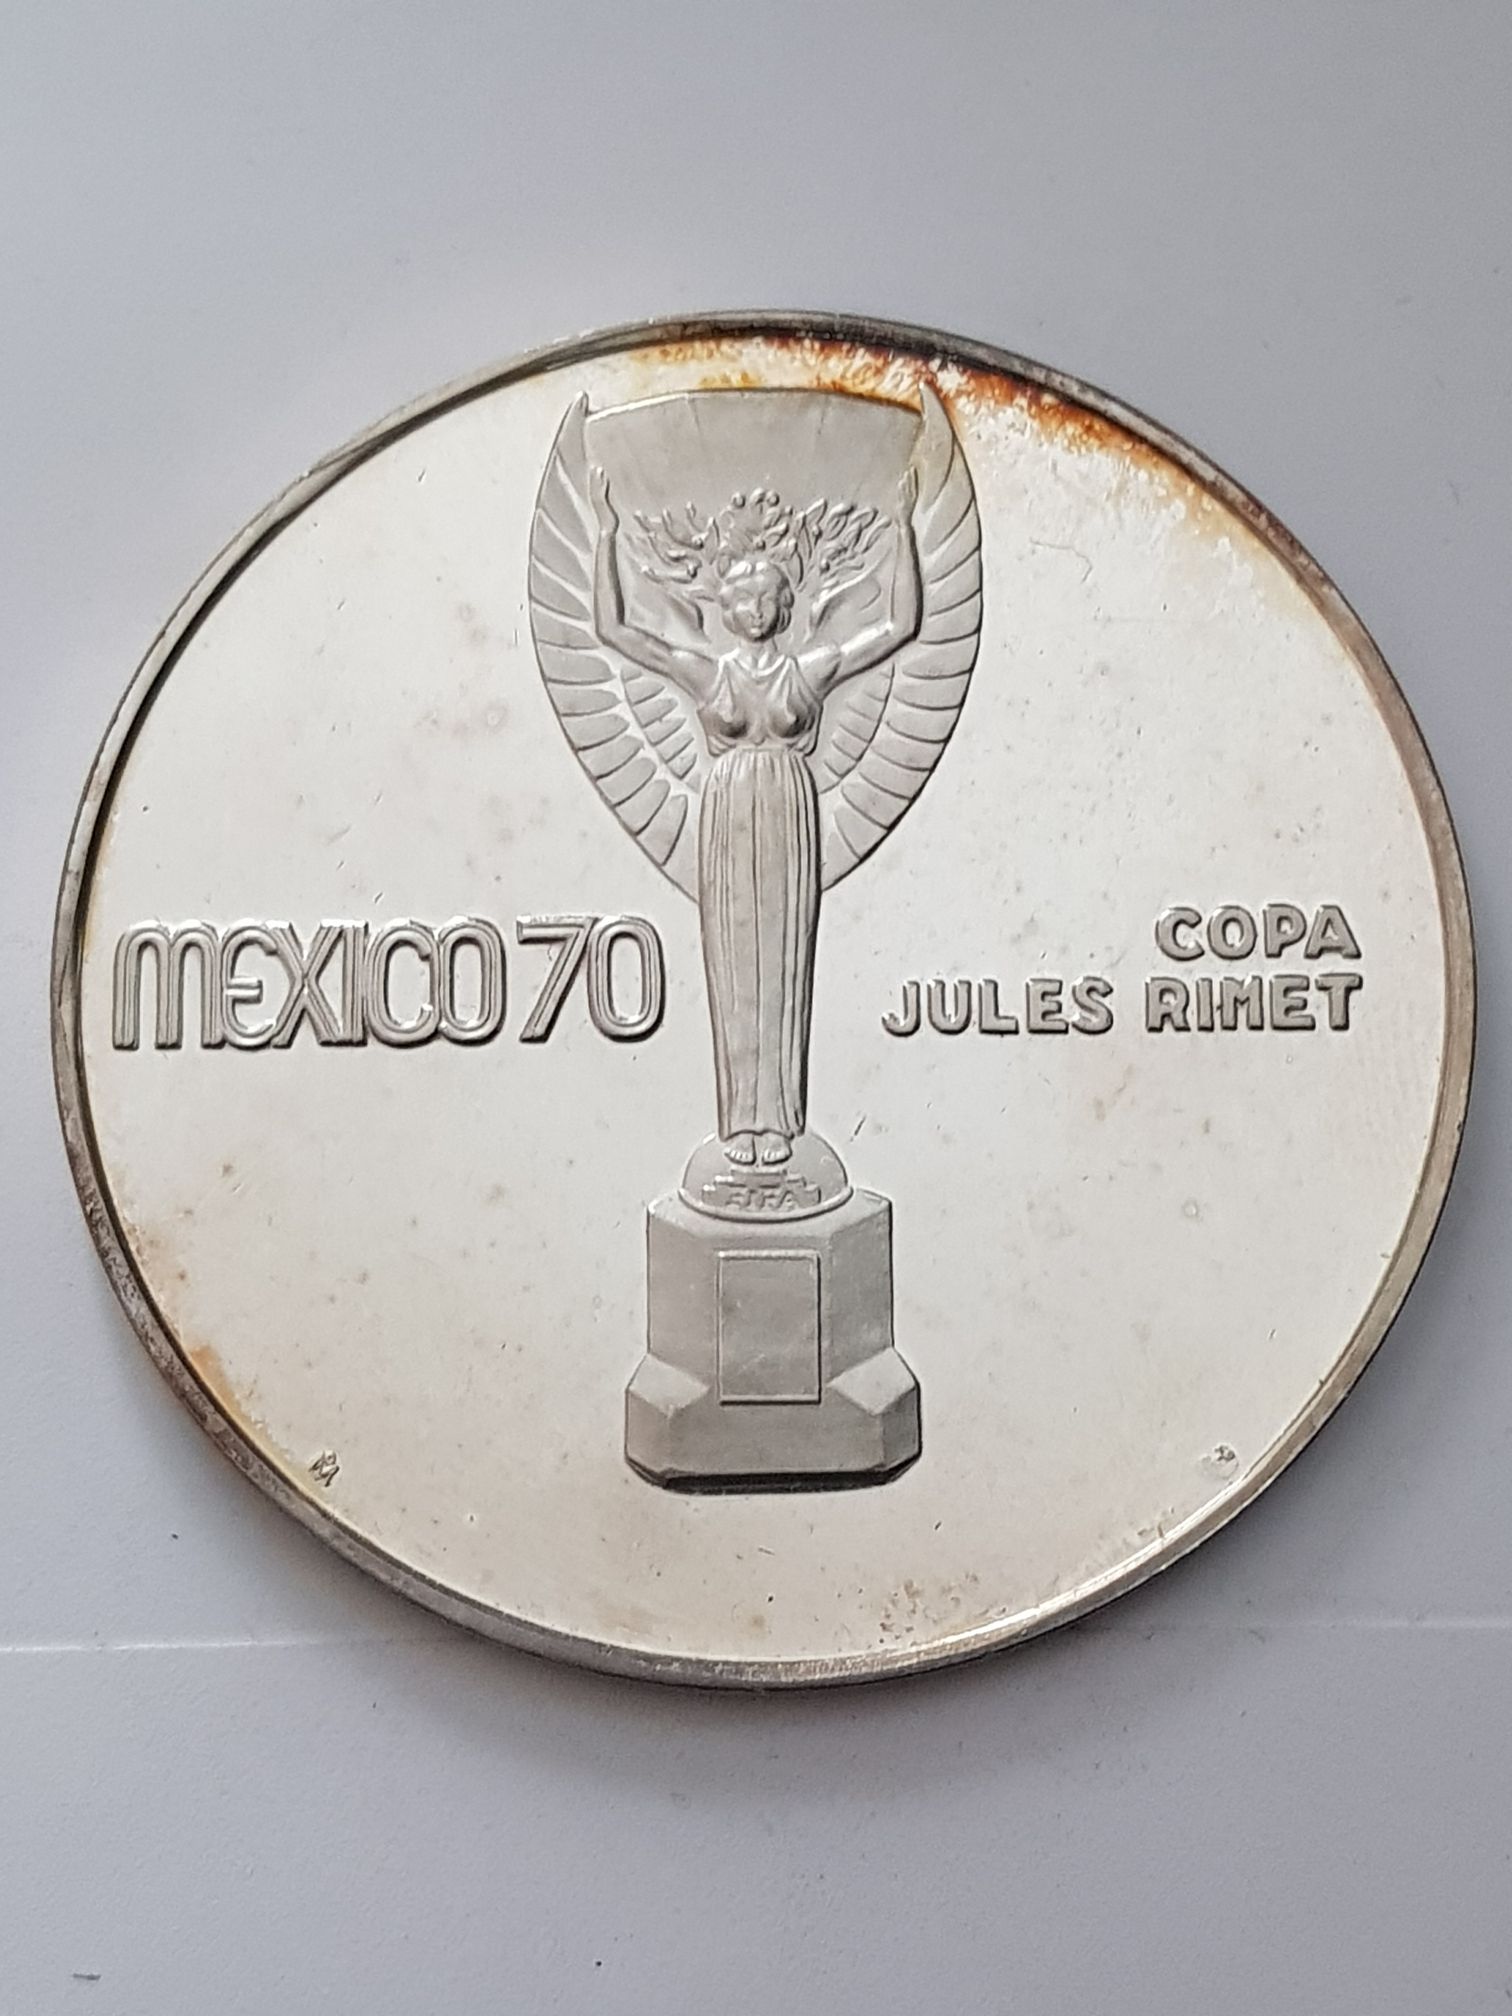 MEXICO 70
COPA
JULES RIMET
FIFA